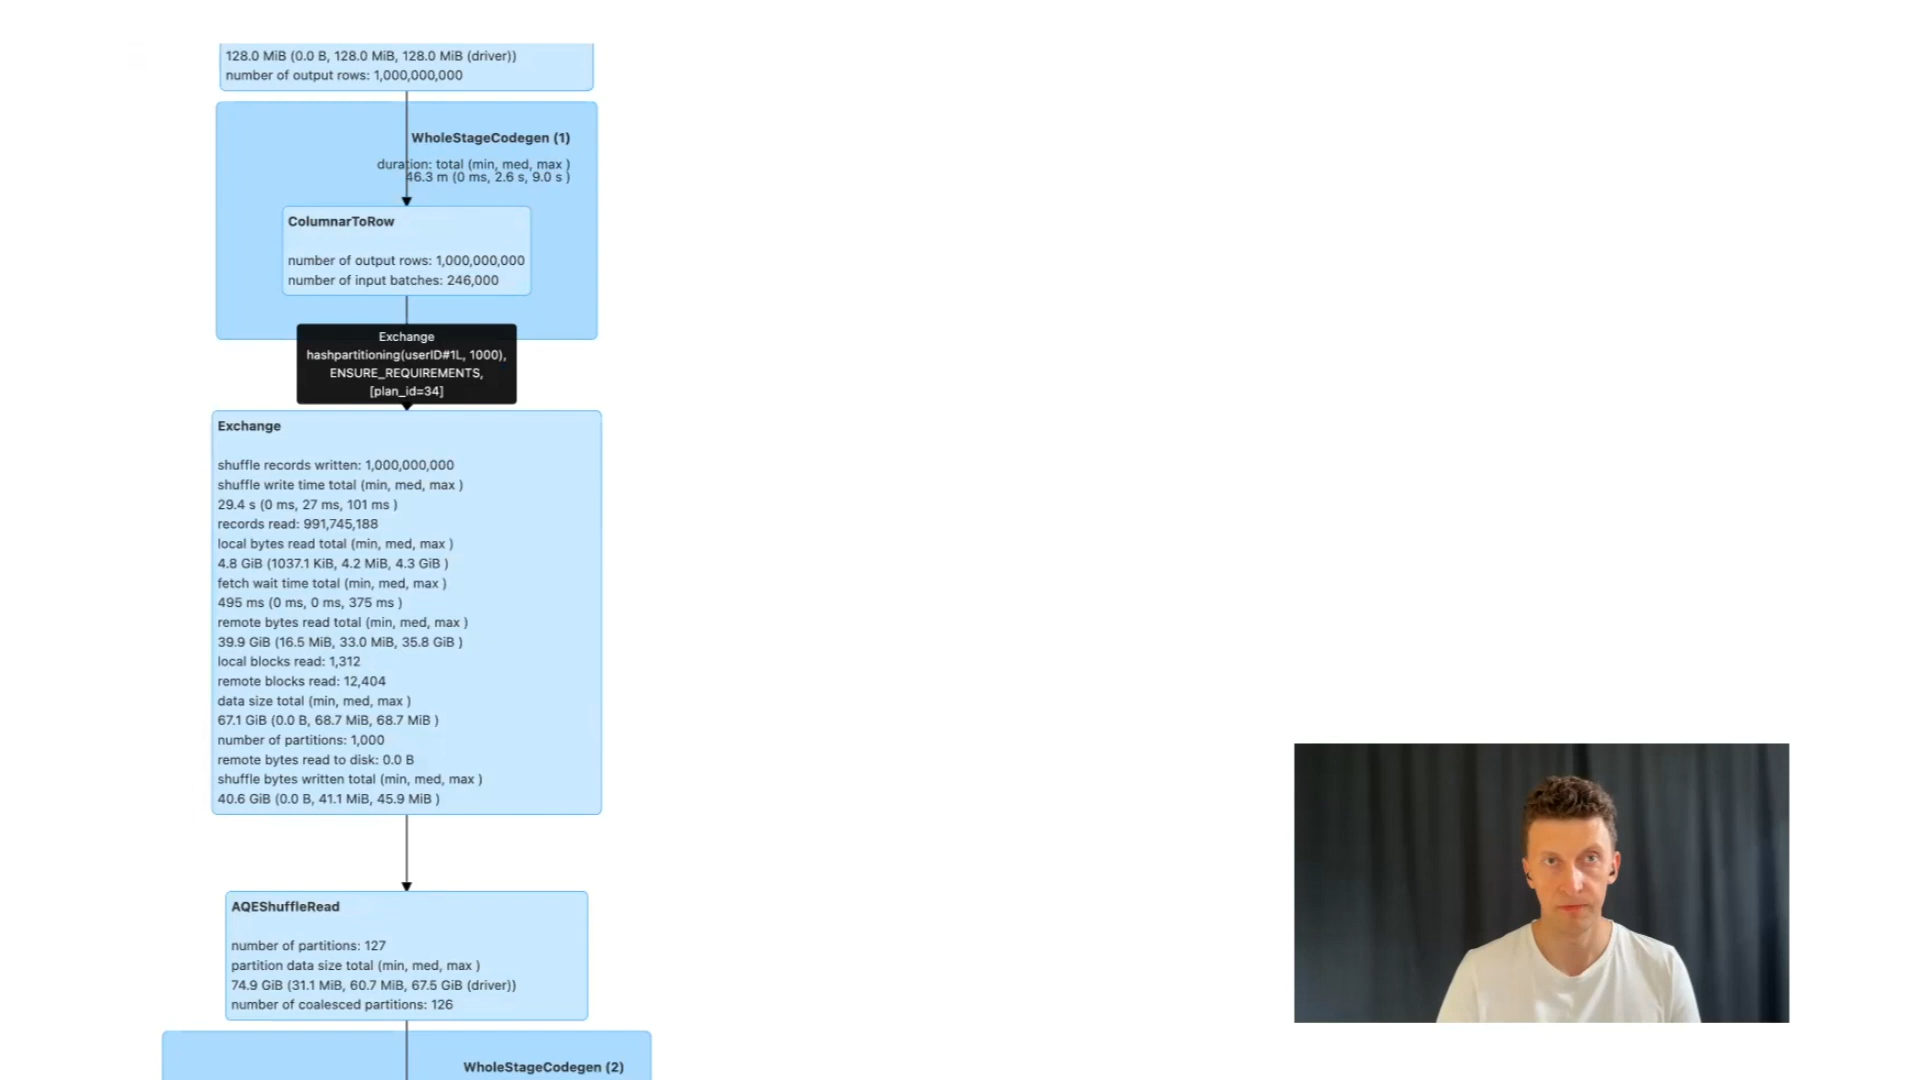 128.0 MiB (0.0 B, 128.0 MiB, 128.0 MiB (driver))
number of output rows: 1,000,000,000
WholeStageCodegen (1)
duration: total (min, med, max )
46.3 m (0 ms, 2.6 s, 9.0 s )
ColumnarToRow
number of output rows: 1,000,000,000
number of input batches: 246,000
Exchange
hashpartitioning(userID#1L, 1000),
ENSURE_REQUIREMENTS,
[plan_id=34]
Exchange
shuffle records written: 1,000,000,000
shuffle write time total (min, med, max )
29.4 s (0 ms, 27 ms, 101 ms )
records read: 991,745,188
local bytes read total (min, med, max )
4.8 GiB (1037.1 KiB, 4.2 MiB, 4.3 GiB )
fetch wait time total (min, med, max )
495 ms (0 ms, 0 ms, 375 ms )
remote bytes read total (min, med, max )
39.9 GiB (16.5 MiB, 33.0 MiB, 35.8 GiB )
local blocks read: 1,312
remote blocks read: 12,404
data size total (min, med, max )
67.1 GiB (0.0 B, 68.7 MiB, 68.7 MiB )
number of partitions: 1,000
remote bytes read to disk: 0.0 B
shuffle bytes written total (min, med, max )
40.6 GiB (0.0 B, 41.1 MiB, 45.9 MiB )
AQEShuffleRead
number of partitions: 127
partition data size total (min, med, max )
74.9 GiB (31.1 MiB, 60.7 MiB, 67.5 GiB (driver))
number of coalesced partitions: 126
WholeStageCodegen (2)